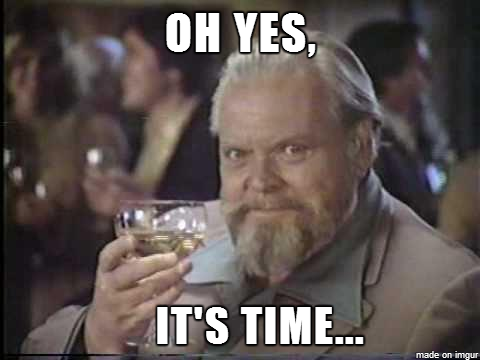 OH YES,
IT'S TIME...
made on imgur